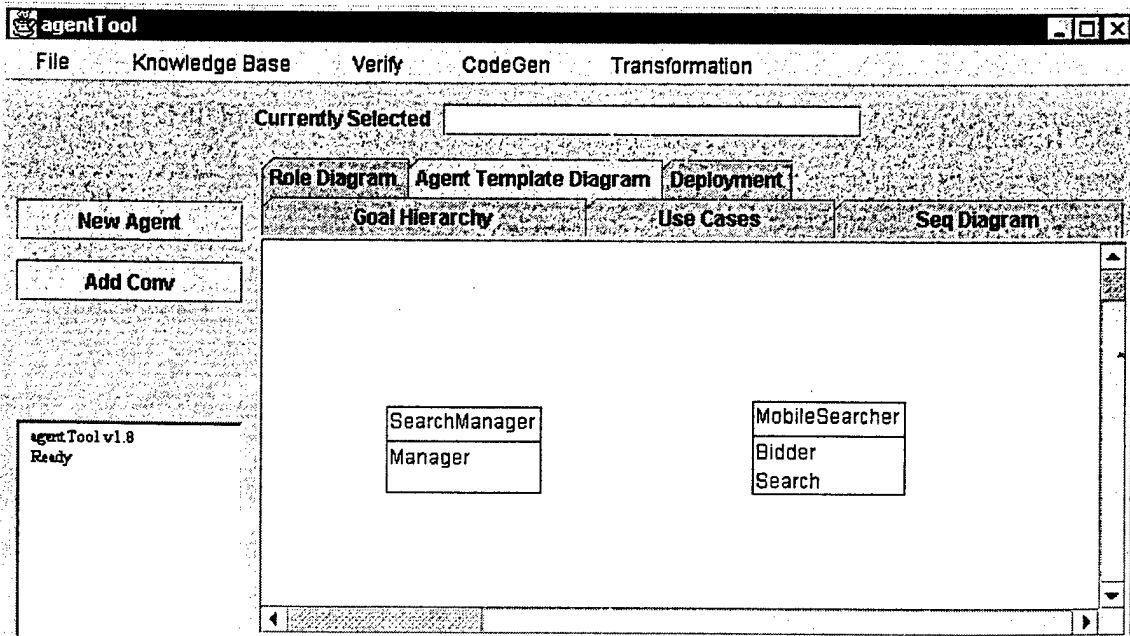 agentTool
File Knowledge Base Verify CodeGen Transformation
Currently Selected
Role Diagram Agent Template Diagram Deployment
Goal Hierarchy Use Cases Seq Diagram
New Agent
Add Conv
SearchManager
Manager
MobileSearcher
Bidder
Search
agentTool v1.8
Ready